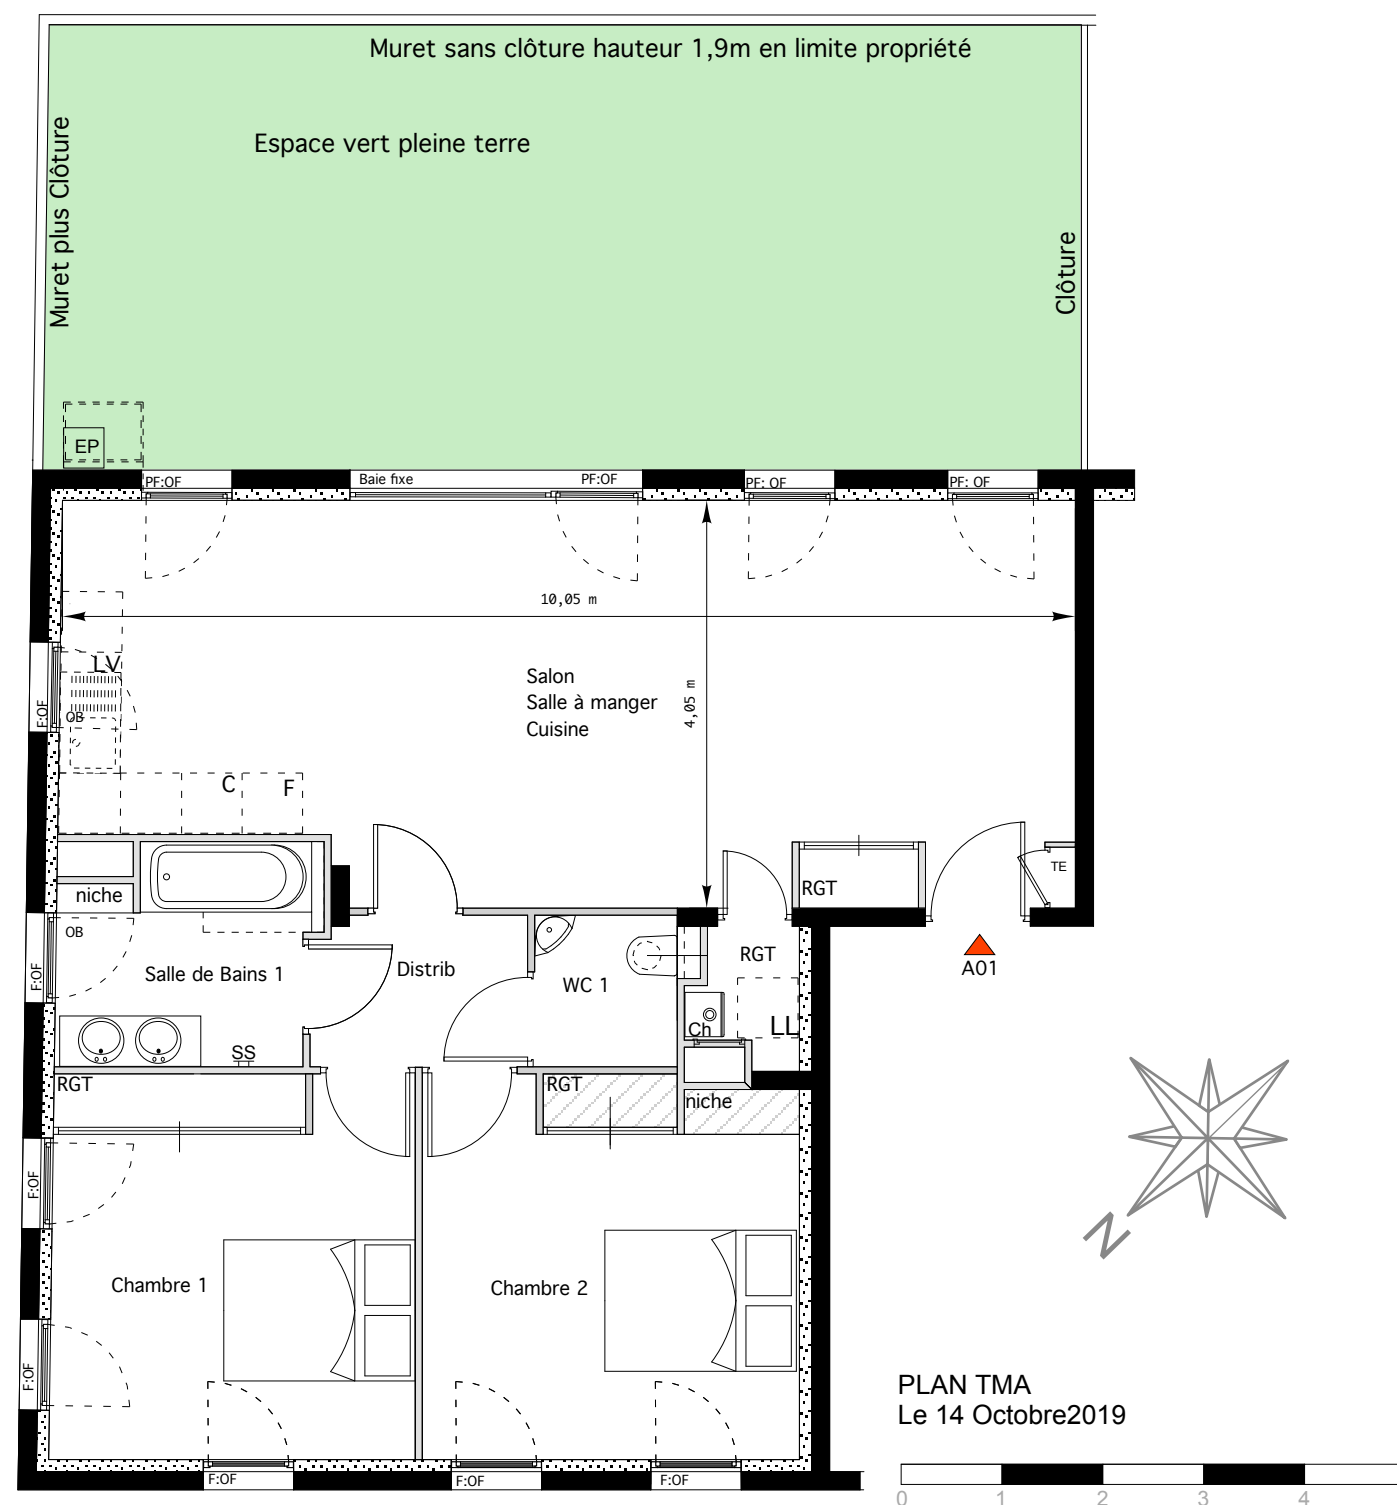 Muret sans clôture hauteur 1,9m en limite propriété
Espace vert pleine terre
Muret plus Clôture
Clôture
EP
PF:OF
Baie fixe
PF:OF
PF: OF
PF: OF
10,05 m
4,05 m
Salon
Salle à manger
Cuisine
LV
F:OF
OB
C
F
niche
RGT
TE
OB
F:OF
Salle de Bains 1
Distrib
WC 1
RGT
A01
Ch
LL
SS
RGT
RGT
niche
F:OF
Chambre 1
Chambre 2
F:OF
F:OF
F:OF
F:OF
N
PLAN TMA
Le 14 Octobre2019
0 1 2 3 4